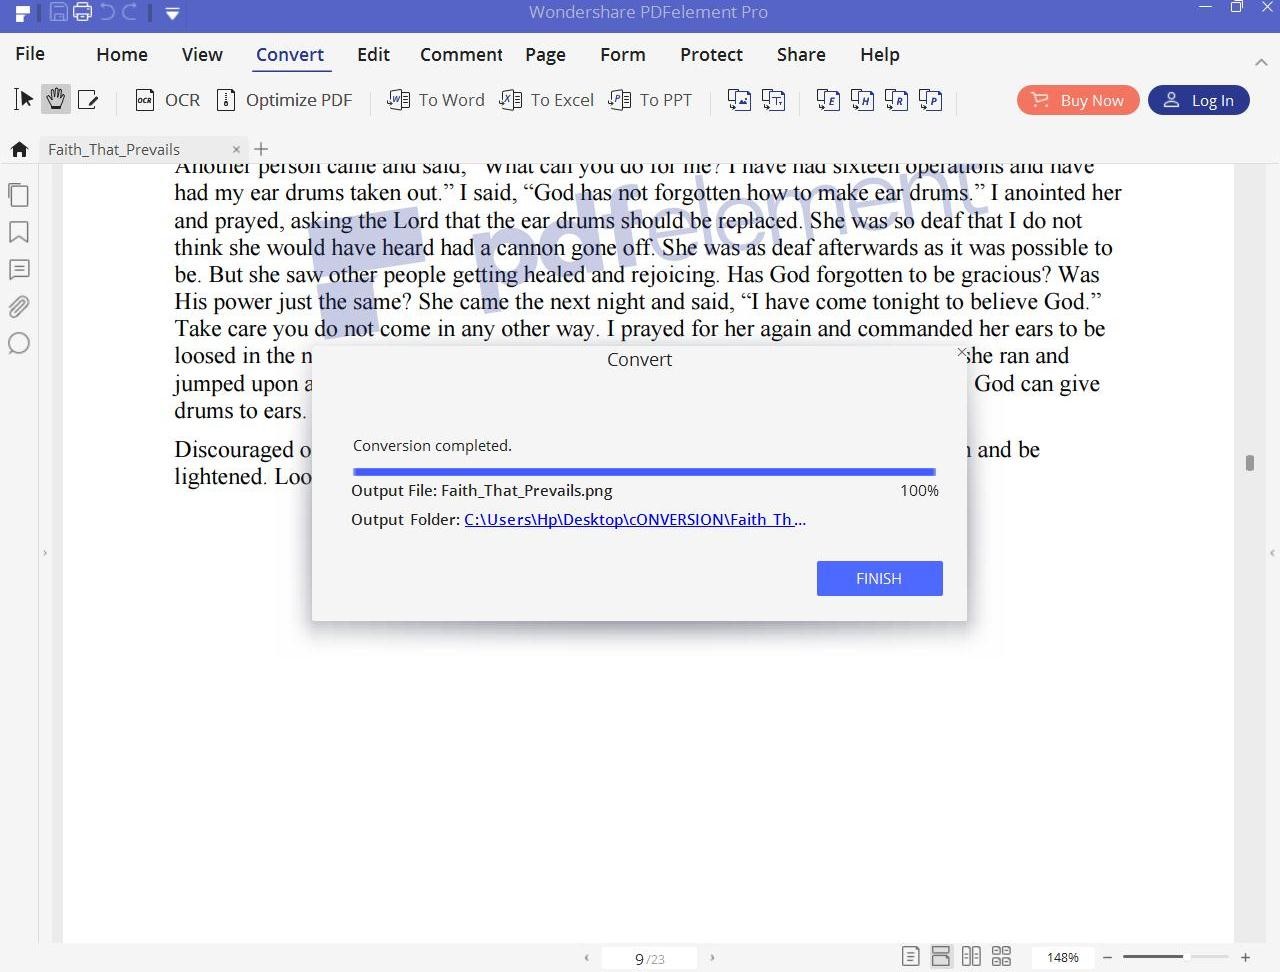 Wondershare PDFelement Pro
File Home View Convert Edit Comment Page Form Protect Share Help
OCR OCR Optimize PDF To Word To Excel To PPT Buy Now Log In
Faith_That_Prevails
Another person came and said, “What can you do for me? I have had sixteen operations and have
had my ear drums taken out.” I said, “God has not forgotten how to make ear drums.” I anointed her
and prayed, asking the Lord that the ear drums should be replaced. She was so deaf that I do not
think she would have heard had a cannon gone off. She was as deaf afterwards as it was possible to
be. But she saw other people getting healed and rejoicing. Has God forgotten to be gracious? Was
His power just the same? She came the next night and said, “I have come tonight to believe God.”
Take care you do not come in any other way. I prayed for her again and commanded her ears to be
loosed in the n she ran and
jumped upon a God can give
drums to ears.
Discouraged o and be
lightened. Loo
pdfelement
Convert
Conversion completed.
Output File: Faith_That_Prevails.png 100%
Output Folder: C:\Users\Hp\Desktop\cONVERSION\Faith_Th...
FINISH
9 /23 148%